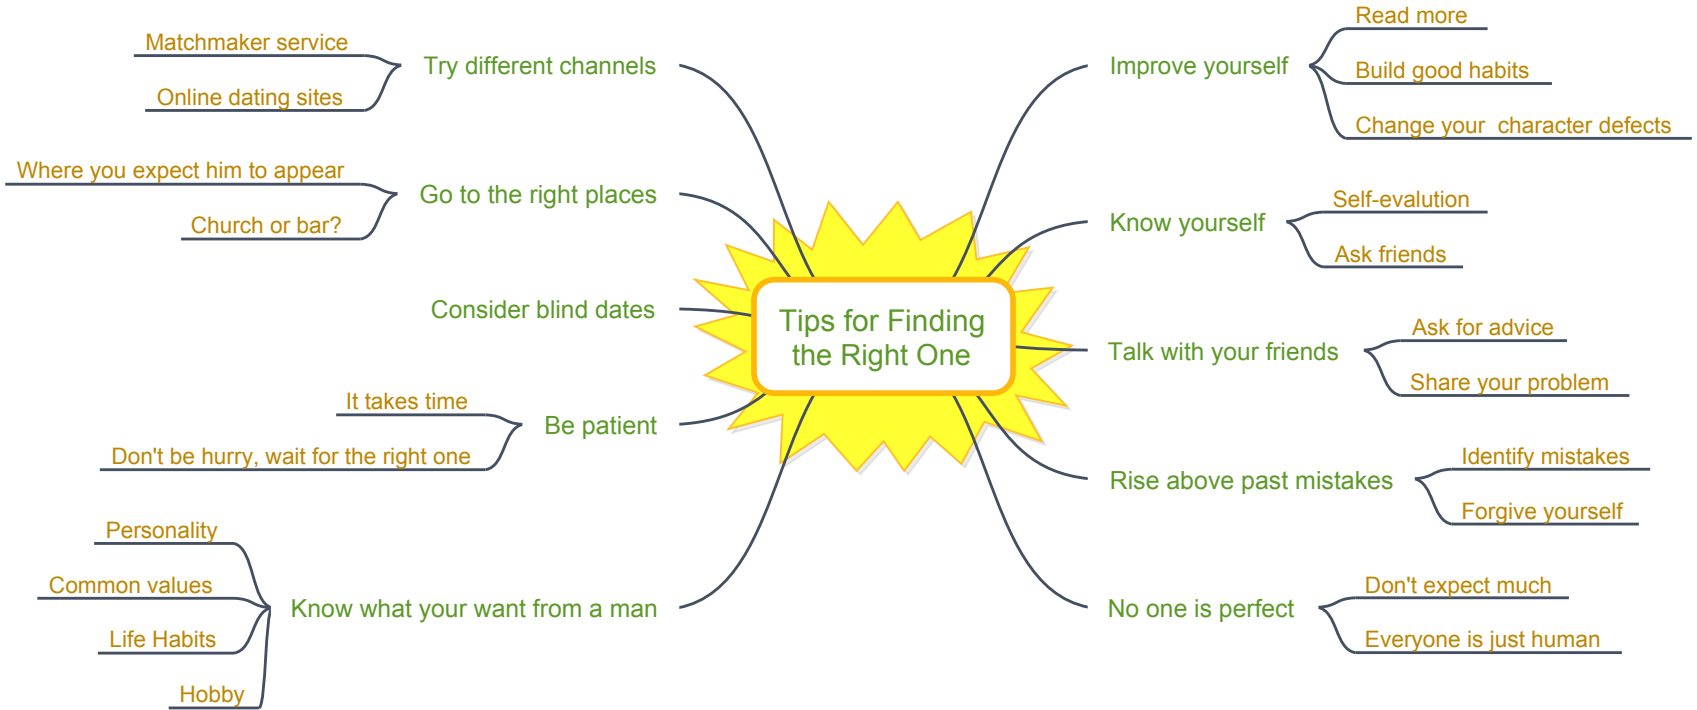 Tips for Finding
the Right One
Improve yourself
Read more
Build good habits
Change your  character defects
Know yourself
Self-evalution
Ask friends
Talk with your friends
Ask for advice
Share your problem
Rise above past mistakes
Identify mistakes
Forgive yourself
No one is perfect
Don't expect much
Everyone is just human
Try different channels
Matchmaker service
Online dating sites
Go to the right places
Where you expect him to appear
Church or bar?
Consider blind dates
Be patient
It takes time
Don't be hurry, wait for the right one
Know what your want from a man
Personality
Common values
Life Habits
Hobby